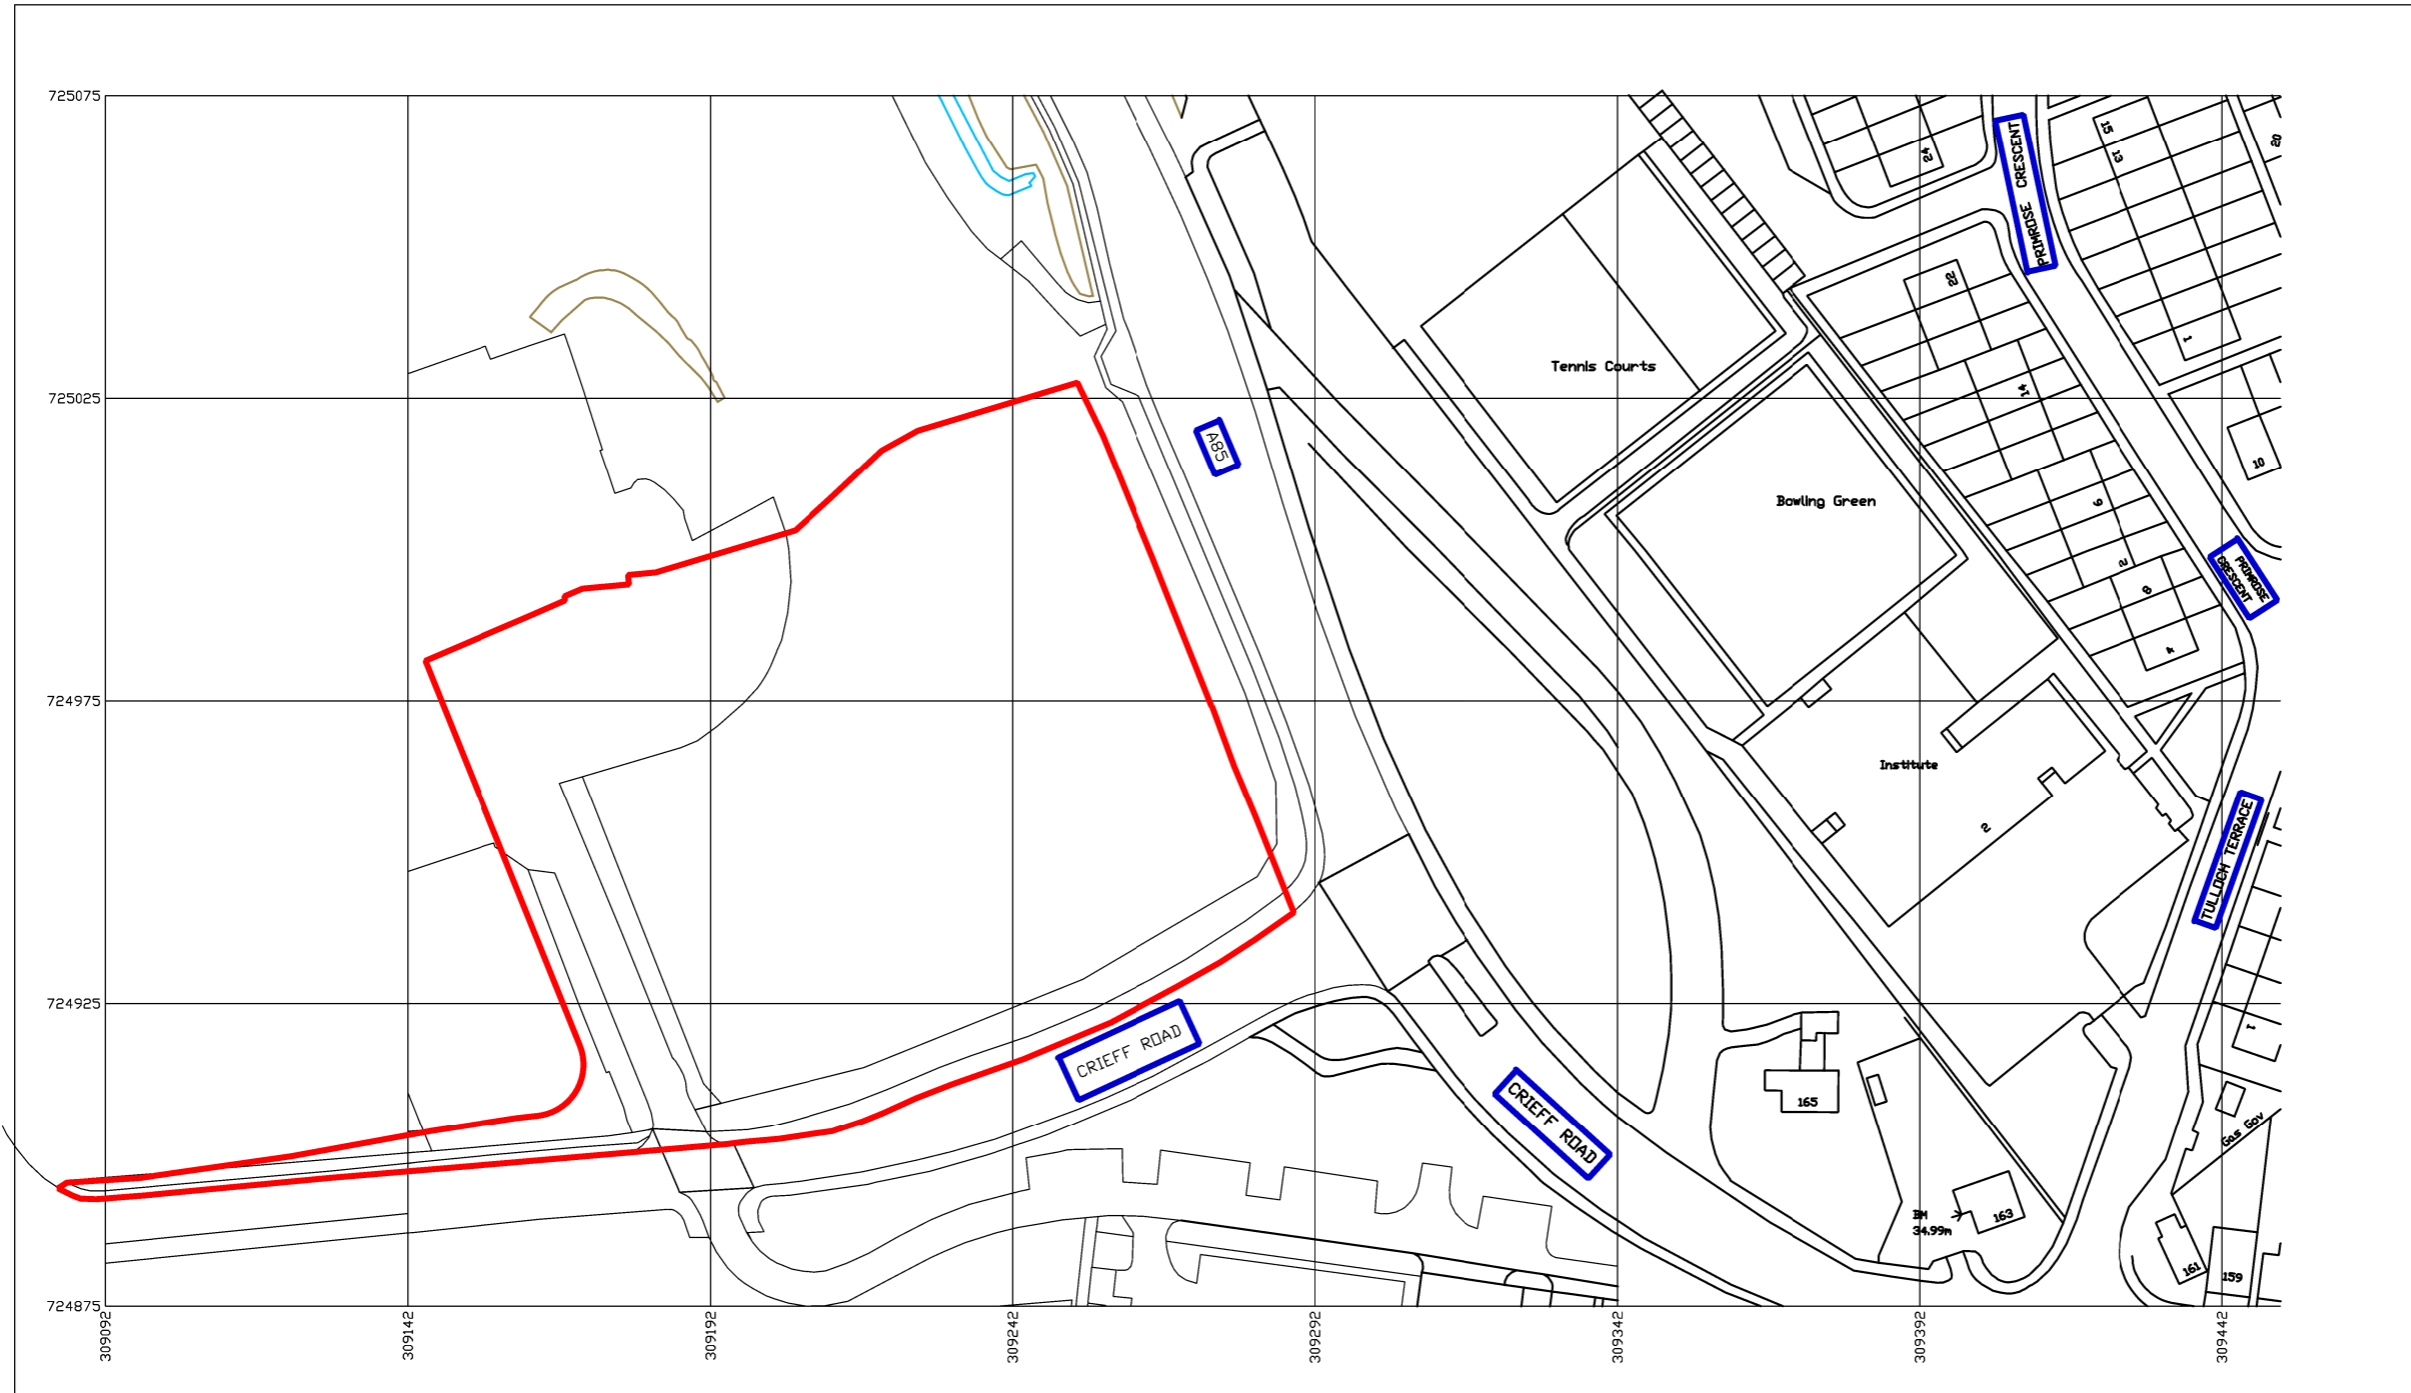 725075
725025
724975
724925
724875
309092
309142
309192
309242
309292
309342
309392
309442
A85
Tennis Courts
Bowling Green
Institute
2
CRIEFF ROAD
CRIEFF ROAD
PRIMROSE CRESCENT
PRIMROSE
CRESCENT
TULLOCH TERRACE
24
15
13
20
22
1
14
10
9
2
8
4
1
165
Gas Gov
BM
34.99m
163
161
159